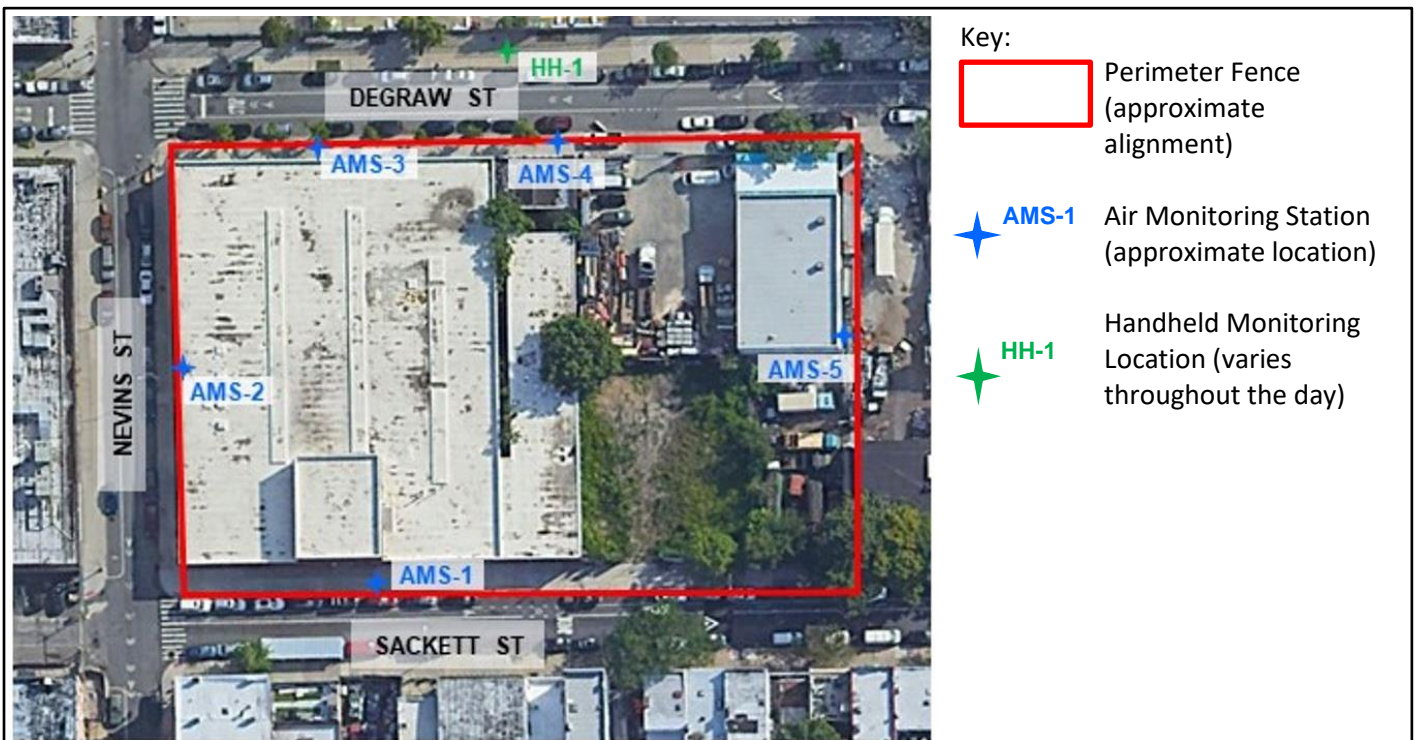 HH-1
DEGRAW ST
AMS-3
AMS-4
NEVINS ST
AMS-2
AMS-5
AMS-1
SACKETT ST
Key:
Perimeter Fence
(approximate
alignment)
AMS-1
Air Monitoring Station
(approximate location)
HH-1
Handheld Monitoring
Location (varies
throughout the day)